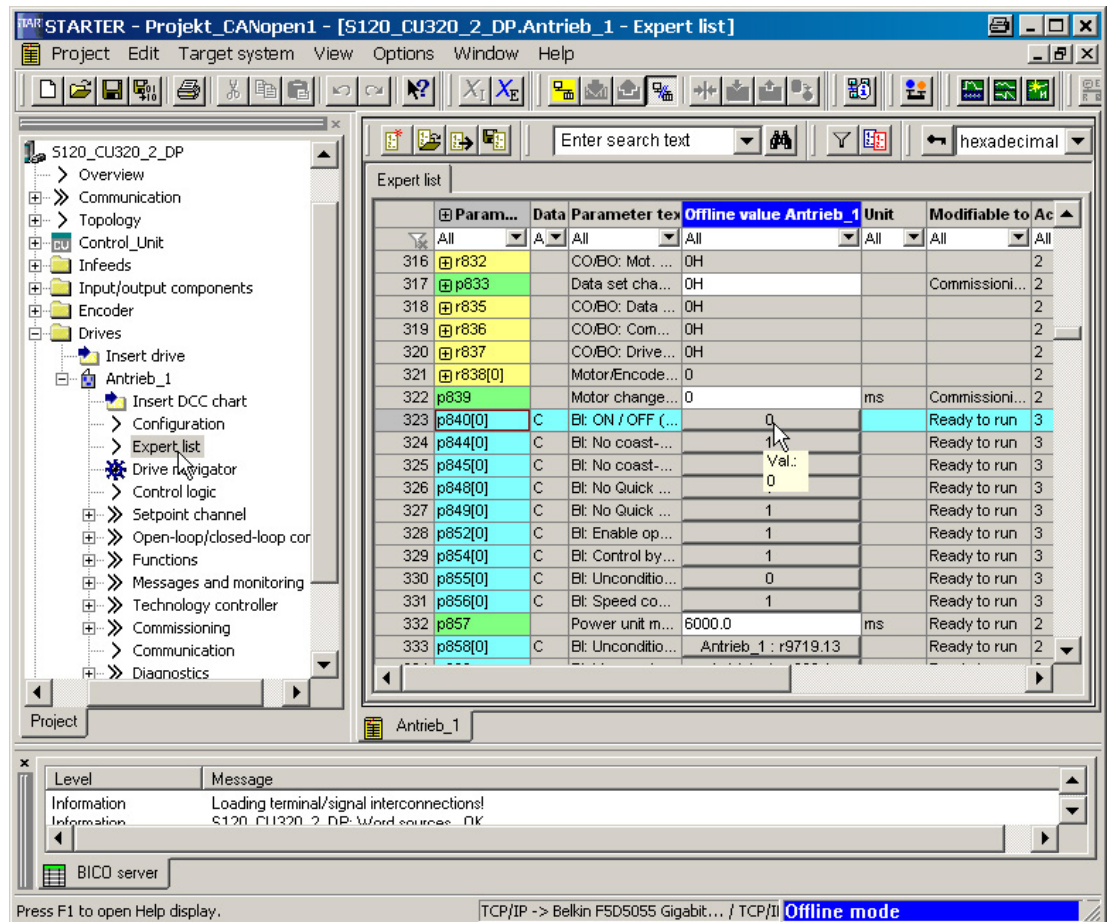 STARTER - Projekt_CANopen1 - [S120_CU320_2_DP.Antrieb_1 - Expert list]
Project Edit Target system View Options Window Help
Enter search text
hexadecimal
S120_CU320_2_DP
Overview
Communication
Topology
Control_Unit
Infeeds
Input/output components
Encoder
Drives
Insert drive
Antrieb_1
Insert DCC chart
Configuration
Expert list
Drive navigator
Control logic
Setpoint channel
Open-loop/closed-loop cor
Functions
Messages and monitoring
Technology controller
Commissioning
Communication
Diagnostics
Project
Expert list
Param... Data Parameter tex Offline value Antrieb_1 Unit Modifiable to Ac
All A All All All All All
316 r832 CO/BO: Mot. ... 0H 2
317 p833 Data set cha... 0H Commissioni... 2
318 r835 CO/BO: Data ... 0H 2
319 r836 CO/BO: Com... 0H 2
320 r837 CO/BO: Drive... 0H 2
321 r838[0] Motor/Encode... 0 2
322 p839 Motor change... 0 ms Commissioni... 2
323 p840[0] C BI: ON / OFF (... 0 Ready to run 3
324 p844[0] C BI: No coast-... 1 Ready to run 3
325 p845[0] C BI: No coast-... Ready to run 3
326 p848[0] C BI: No Quick ... Ready to run 3
327 p849[0] C BI: No Quick ... 1 Ready to run 3
328 p852[0] C BI: Enable op... 1 Ready to run 3
329 p854[0] C BI: Control by... 1 Ready to run 3
330 p855[0] C BI: Unconditio... 0 Ready to run 3
331 p856[0] C BI: Speed co... 1 Ready to run 3
332 p857 Power unit m... 6000.0 ms Ready to run 2
333 p858[0] C BI: Unconditio... Antrieb_1 : r9719.13 Ready to run 2
Val.:
0
Antrieb_1
Level Message
Information Loading terminal/signal interconnections!
Information S120_CU320_2_DP: Word sources OK
BICO server
Press F1 to open Help display. TCP/IP -> Belkin F5D5055 Gigabit... / TCP/I Offline mode